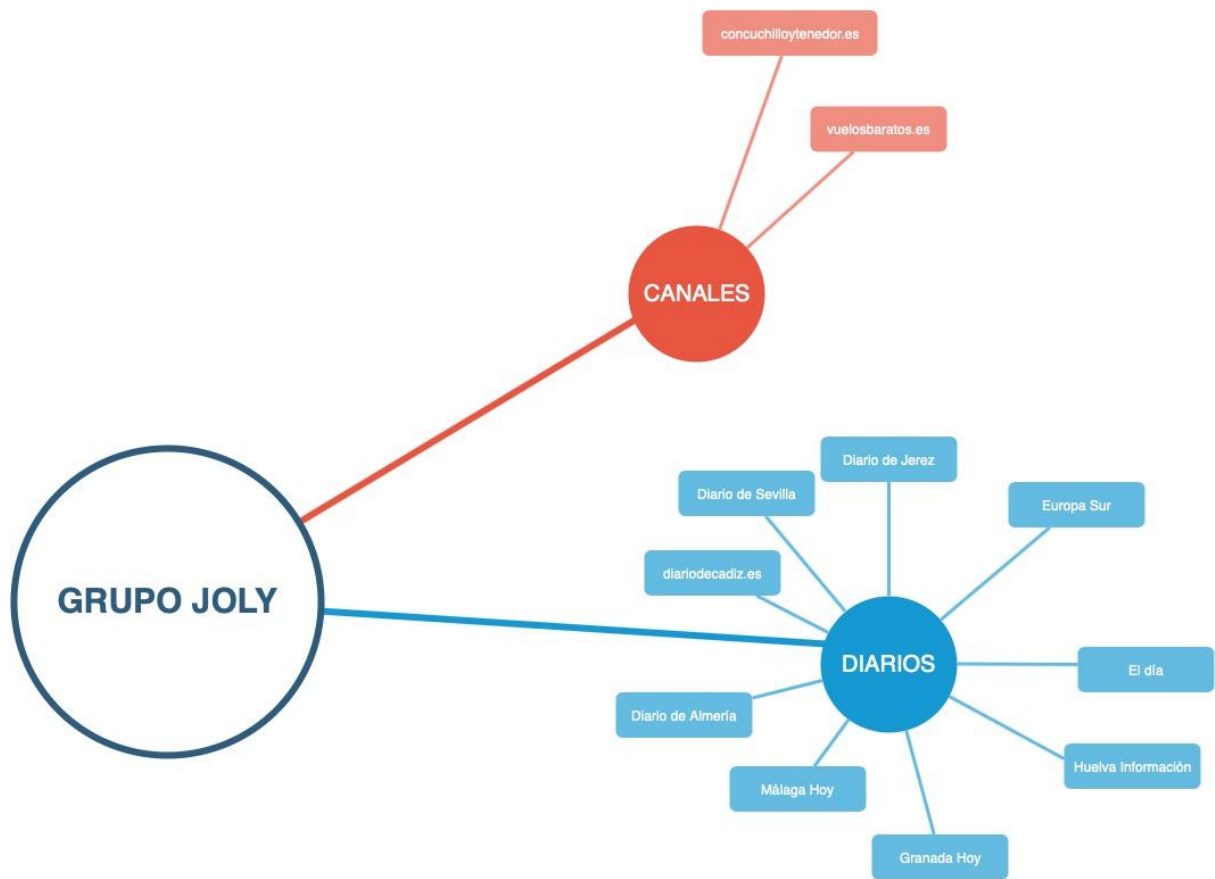 concuchilloytenedor.es
vuelosbaratos.es
CANALES
GRUPO JOLY
Diario de Jerez
Diario de Sevilla
Europa Sur
diariodecadiz.es
DIARIOS
El día
Diario de Almería
Huelva Información
Málaga Hoy
Granada Hoy